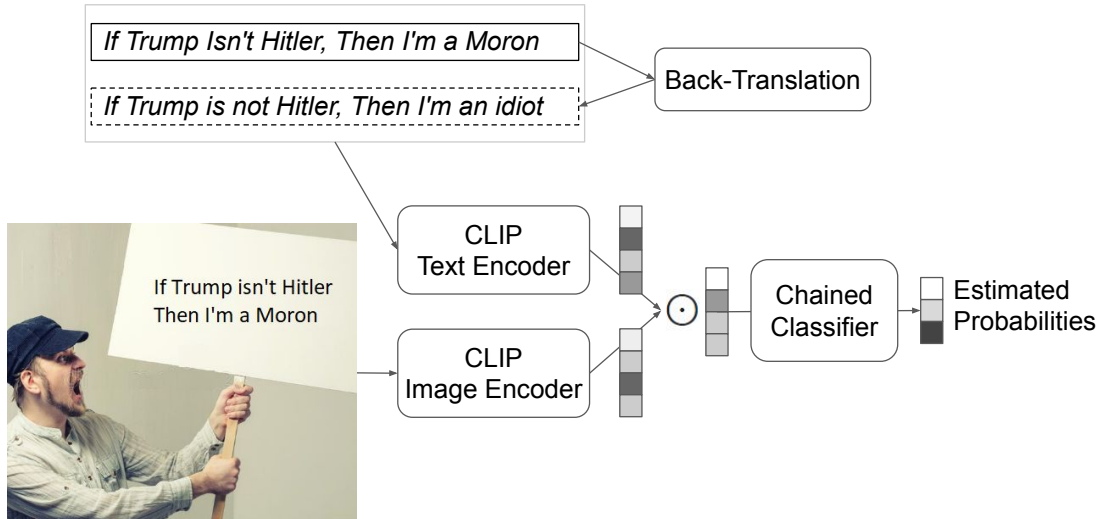 If Trump Isn't Hitler, Then I'm a Moron
Back-Translation
If Trump is not Hitler, Then I'm an idiot
CLIP
Text Encoder
If Trump isn't Hitler
Then I'm a Moron
CLIP
Image Encoder
Chained
Classifier
Estimated
Probabilities